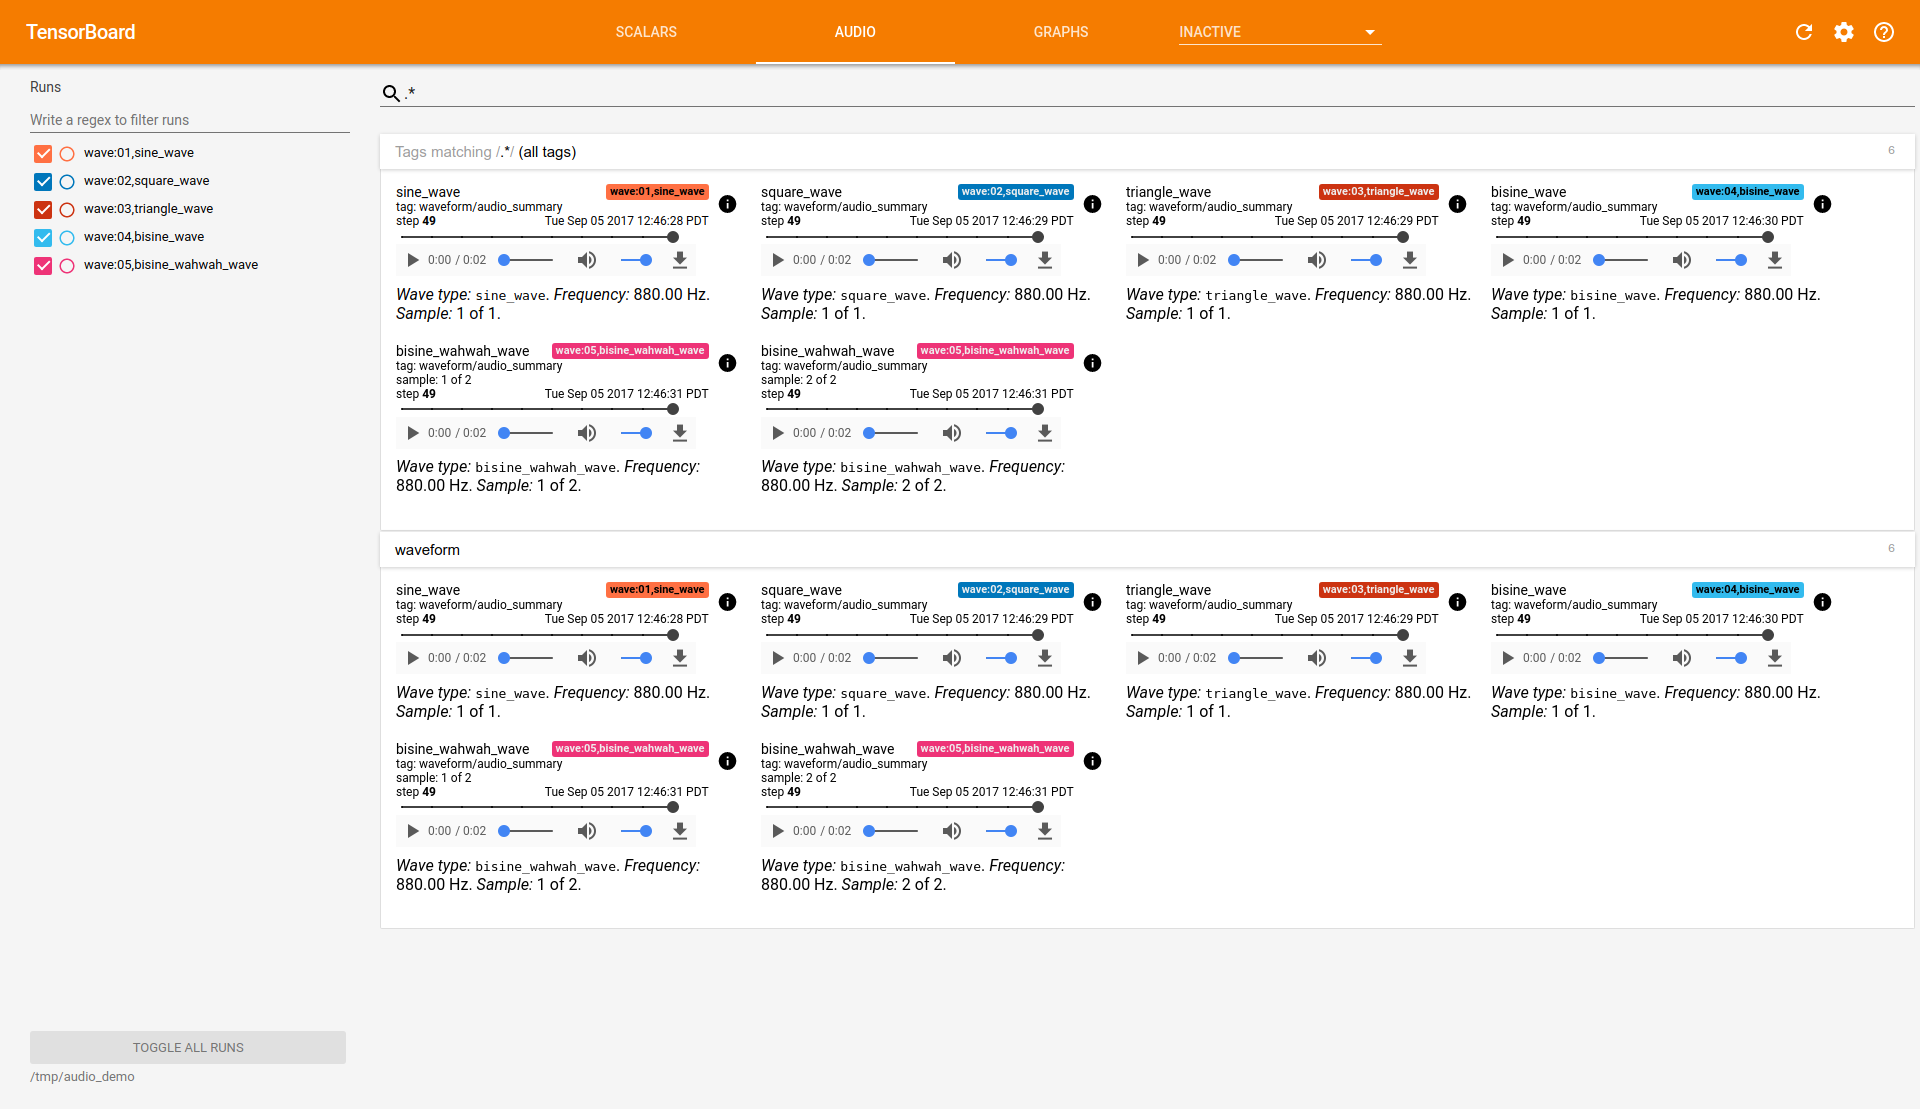 TensorBoard
SCALARS
AUDIO
GRAPHS
INACTIVE
Runs
Write a regex to filter runs
wave:01,sine_wave
wave:02,square_wave
wave:03,triangle_wave
wave:04,bisine_wave
wave:05,bisine_wahwah_wave
TOGGLE ALL RUNS
/tmp/audio_demo
.*
Tags matching /.*/ (all tags)
6
sine_wave
wave:01,sine_wave
tag: waveform/audio_summary
step 49
Tue Sep 05 2017 12:46:28 PDT
0:00 / 0:02
Wave type: sine_wave. Frequency: 880.00 Hz.
Sample: 1 of 1.
square_wave
wave:02,square_wave
tag: waveform/audio_summary
step 49
Tue Sep 05 2017 12:46:29 PDT
0:00 / 0:02
Wave type: square_wave. Frequency: 880.00 Hz.
Sample: 1 of 1.
triangle_wave
wave:03,triangle_wave
tag: waveform/audio_summary
step 49
Tue Sep 05 2017 12:46:29 PDT
0:00 / 0:02
Wave type: triangle_wave. Frequency: 880.00 Hz.
Sample: 1 of 1.
bisine_wave
wave:04,bisine_wave
tag: waveform/audio_summary
step 49
Tue Sep 05 2017 12:46:30 PDT
0:00 / 0:02
Wave type: bisine_wave. Frequency: 880.00 Hz.
Sample: 1 of 1.
bisine_wahwah_wave
wave:05,bisine_wahwah_wave
tag: waveform/audio_summary
sample: 1 of 2
step 49
Tue Sep 05 2017 12:46:31 PDT
0:00 / 0:02
Wave type: bisine_wahwah_wave. Frequency:
880.00 Hz. Sample: 1 of 2.
bisine_wahwah_wave
wave:05,bisine_wahwah_wave
tag: waveform/audio_summary
sample: 2 of 2
step 49
Tue Sep 05 2017 12:46:31 PDT
0:00 / 0:02
Wave type: bisine_wahwah_wave. Frequency:
880.00 Hz. Sample: 2 of 2.
waveform
6
sine_wave
wave:01,sine_wave
tag: waveform/audio_summary
step 49
Tue Sep 05 2017 12:46:28 PDT
0:00 / 0:02
Wave type: sine_wave. Frequency: 880.00 Hz.
Sample: 1 of 1.
square_wave
wave:02,square_wave
tag: waveform/audio_summary
step 49
Tue Sep 05 2017 12:46:29 PDT
0:00 / 0:02
Wave type: square_wave. Frequency: 880.00 Hz.
Sample: 1 of 1.
triangle_wave
wave:03,triangle_wave
tag: waveform/audio_summary
step 49
Tue Sep 05 2017 12:46:29 PDT
0:00 / 0:02
Wave type: triangle_wave. Frequency: 880.00 Hz.
Sample: 1 of 1.
bisine_wave
wave:04,bisine_wave
tag: waveform/audio_summary
step 49
Tue Sep 05 2017 12:46:30 PDT
0:00 / 0:02
Wave type: bisine_wave. Frequency: 880.00 Hz.
Sample: 1 of 1.
bisine_wahwah_wave
wave:05,bisine_wahwah_wave
tag: waveform/audio_summary
sample: 1 of 2
step 49
Tue Sep 05 2017 12:46:31 PDT
0:00 / 0:02
Wave type: bisine_wahwah_wave. Frequency:
880.00 Hz. Sample: 1 of 2.
bisine_wahwah_wave
wave:05,bisine_wahwah_wave
tag: waveform/audio_summary
sample: 2 of 2
step 49
Tue Sep 05 2017 12:46:31 PDT
0:00 / 0:02
Wave type: bisine_wahwah_wave. Frequency:
880.00 Hz. Sample: 2 of 2.